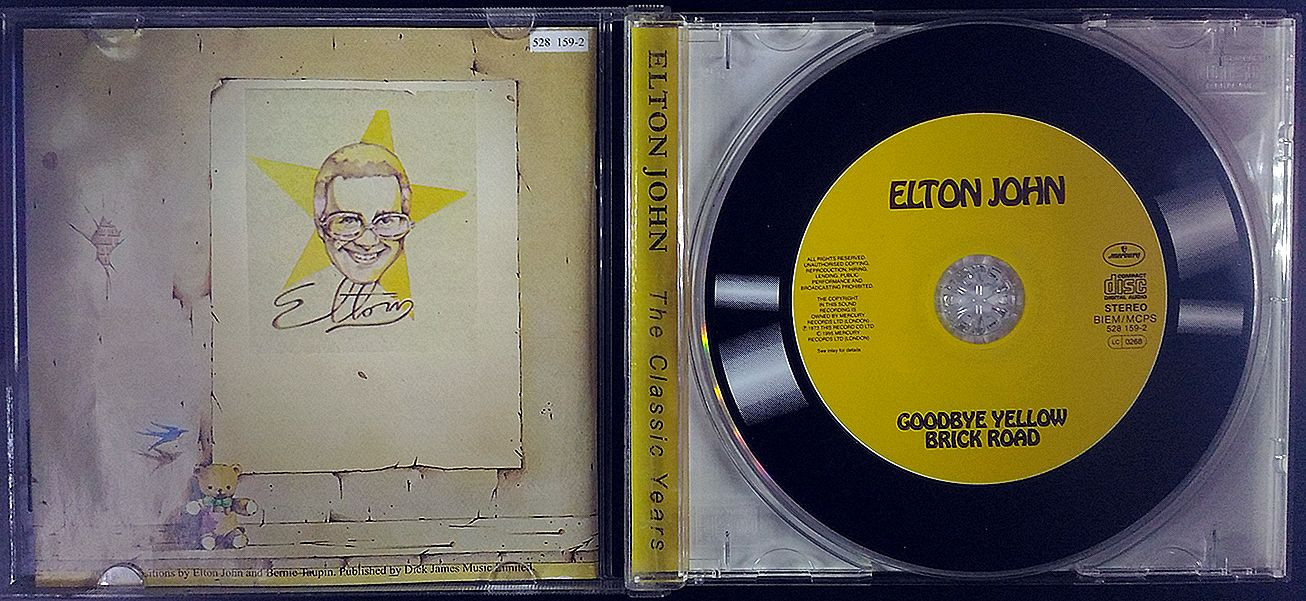 528 159-2
Elton
itions by Elton John and Bernie Taupin. Published by Dick James Music Limited
ELTON JOHN The Classic Years
ELTON JOHN
ALL RIGHTS RESERVED.
UNAUTHORISED COPYING,
REPRODUCTION, HIRING,
LENDING, PUBLIC
PERFORMANCE AND
BROADCASTING PROHIBITED.
THE COPYRIGHT
IN THIS SOUND
RECORDING IS
OWNED BY MERCURY
RECORDS LTD (LONDON)
℗ 1973 THIS RECORD CO LTD
© 1995 MERCURY
RECORDS LTD (LONDON)
See inlay for details
mercury
COMPACT
disc
DIGITAL AUDIO
STEREO
BIEM/MCPS
528 159-2
LC 0268
GOODBYE YELLOW
BRICK ROAD